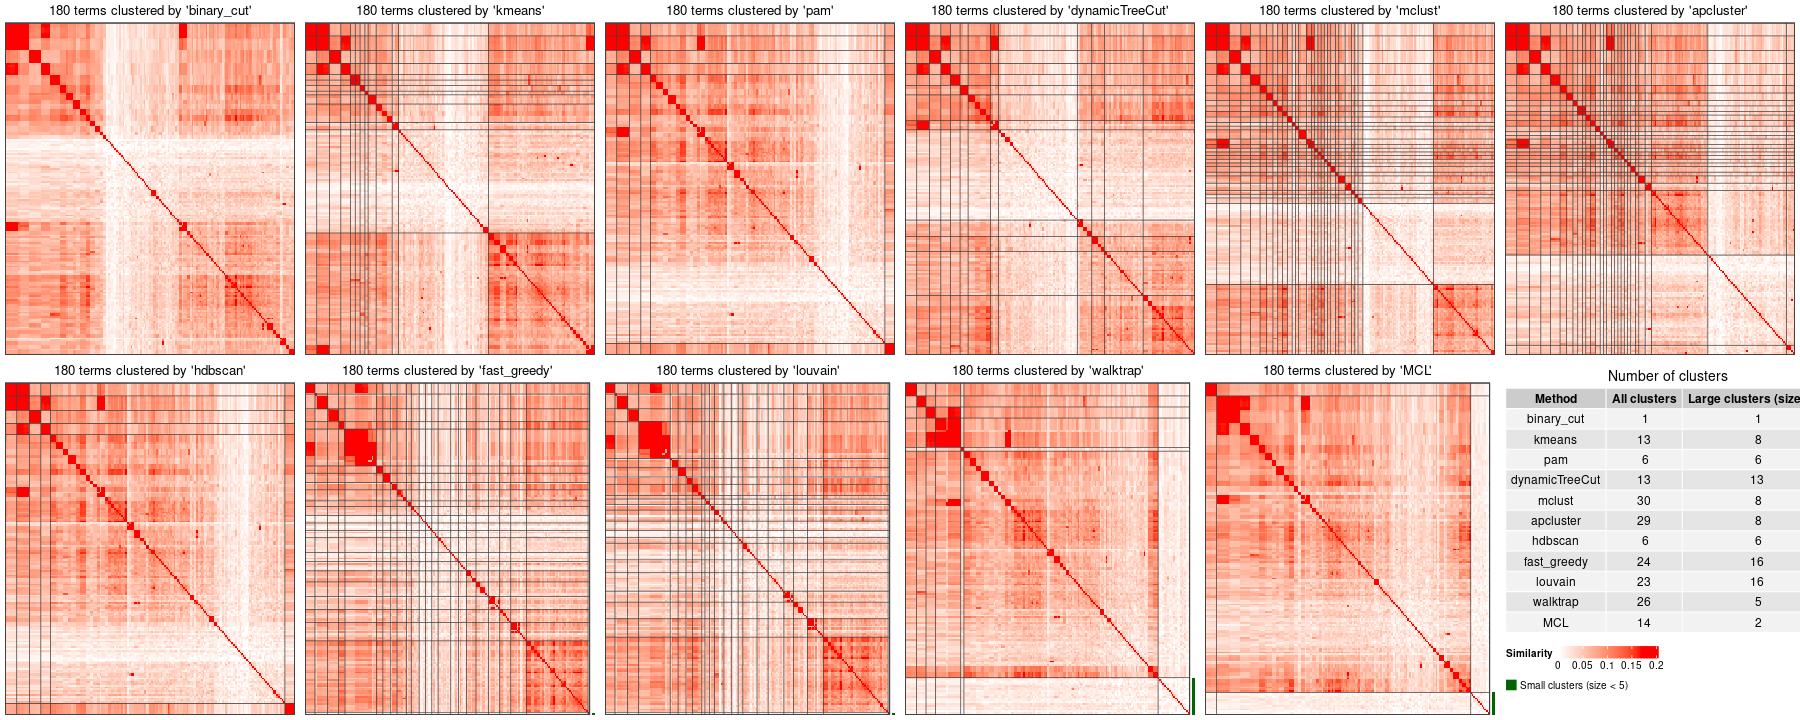 180 terms clustered by 'binary_cut'
180 terms clustered by 'kmeans'
180 terms clustered by 'pam'
180 terms clustered by 'dynamicTreeCut'
180 terms clustered by 'mclust'
180 terms clustered by 'apcluster'
180 terms clustered by 'hdbscan'
180 terms clustered by 'fast_greedy'
180 terms clustered by 'louvain'
180 terms clustered by 'walktrap'
180 terms clustered by 'MCL'
Number of clusters
Method All clusters Large clusters (size
binary_cut 1 1
kmeans 13 8
pam 6 6
dynamicTreeCut 13 13
mclust 30 8
apcluster 29 8
hdbscan 6 6
fast_greedy 24 16
louvain 23 16
walktrap 26 5
MCL 14 2
Similarity
0 0.05 0.1 0.15 0.2
Small clusters (size < 5)